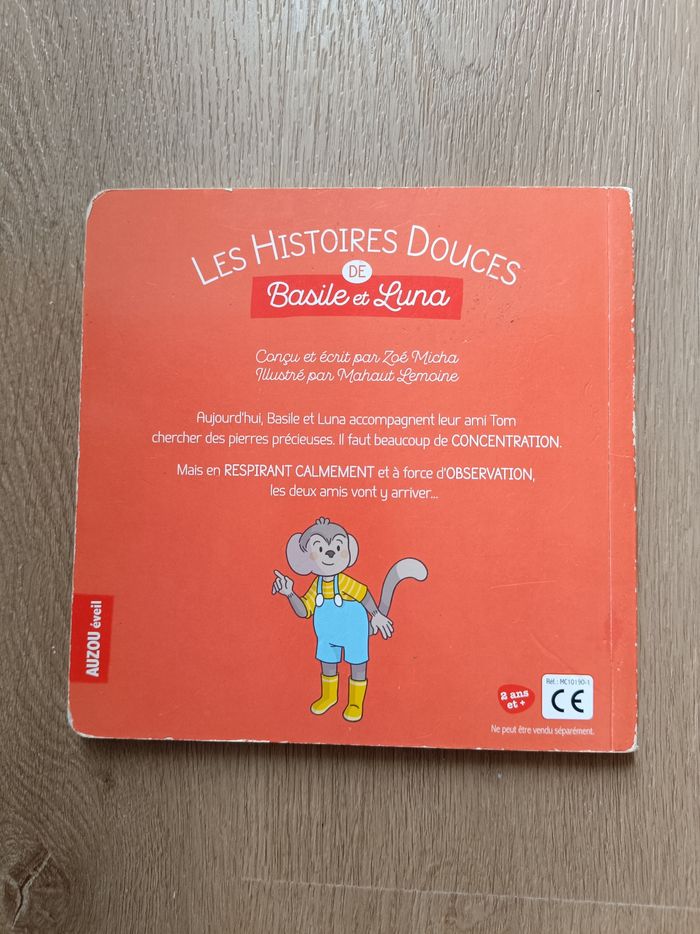 LES HISTOIRES DOUCES
DE
Basile et Luna
Conçu et écrit par Zoé Micha
Illustré par Mahaut Lemoine
Aujourd'hui, Basile et Luna accompagnent leur ami Tom
chercher des pierres précieuses. Il faut beaucoup de CONCENTRATION.
Mais en RESPIRANT CALMEMENT et à force d'OBSERVATION,
les deux amis vont y arriver...
AUZOU éveil
2 ans
et +
Réf. : MC10190-1
CE
Ne peut être vendu séparément.